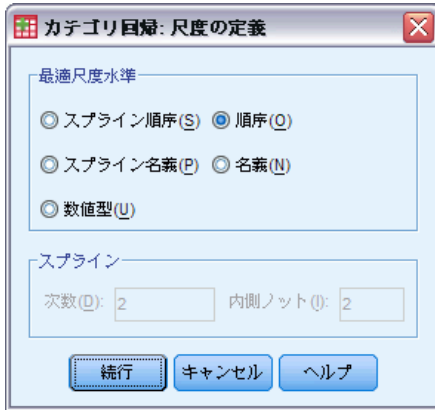 カテゴリ回帰: 尺度の定義
最適尺度水準
スプライン順序(S) 順序(O)
スプライン名義(P) 名義(N)
数値型(U)
スプライン
次数(D): 2 内側ノット(I): 2
続行 キャンセル ヘルプ